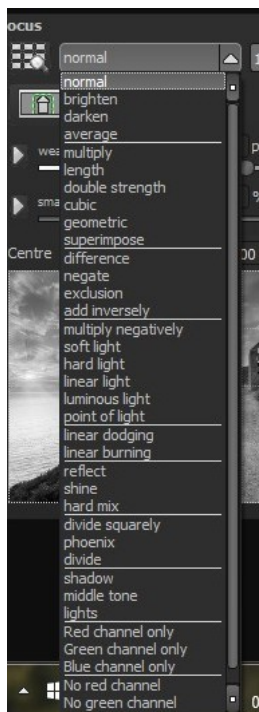 ocus
normal
normal
brighten
darken
average
wea multiply
length
double strength
sma cubic %
geometric
superimpose
Centre difference 00
negate
exclusion
add inversely
multiply negatively
soft light
hard light
linear light
luminous light
point of light
linear dodging
linear burning
reflect
shine
hard mix
divide squarely
phoenix
divide
shadow
middle tone
lights
Red channel only
Green channel only
Blue channel only
No red channel
No green channel